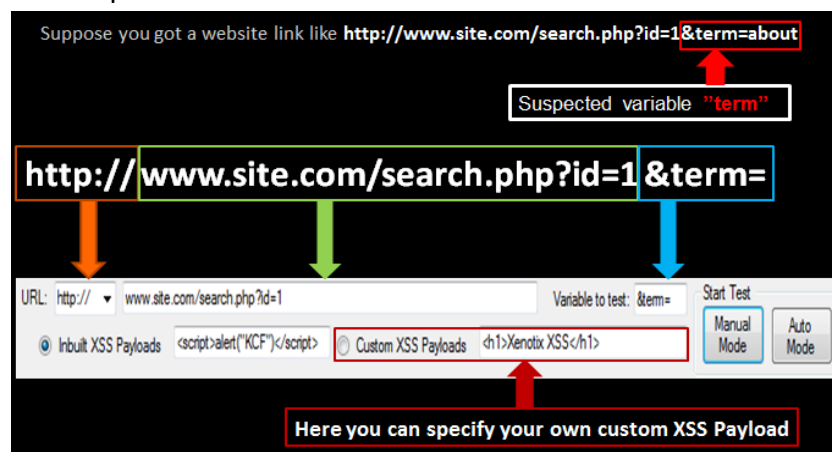 Suppose you got a website link like http://www.site.com/search.php?id=1&term=about
Suspected variable ”term”
http://www.site.com/search.php?id=1 &term=
URL: http:// www.site.com/search.php?id=1 Variable to test: &term= Start Test
Inbuilt XSS Payloads <script>alert("KCF")</script> Custom XSS Payloads <h1>Xenotix XSS</h1> Manual Mode Auto Mode
Here you can specify your own custom XSS Payload